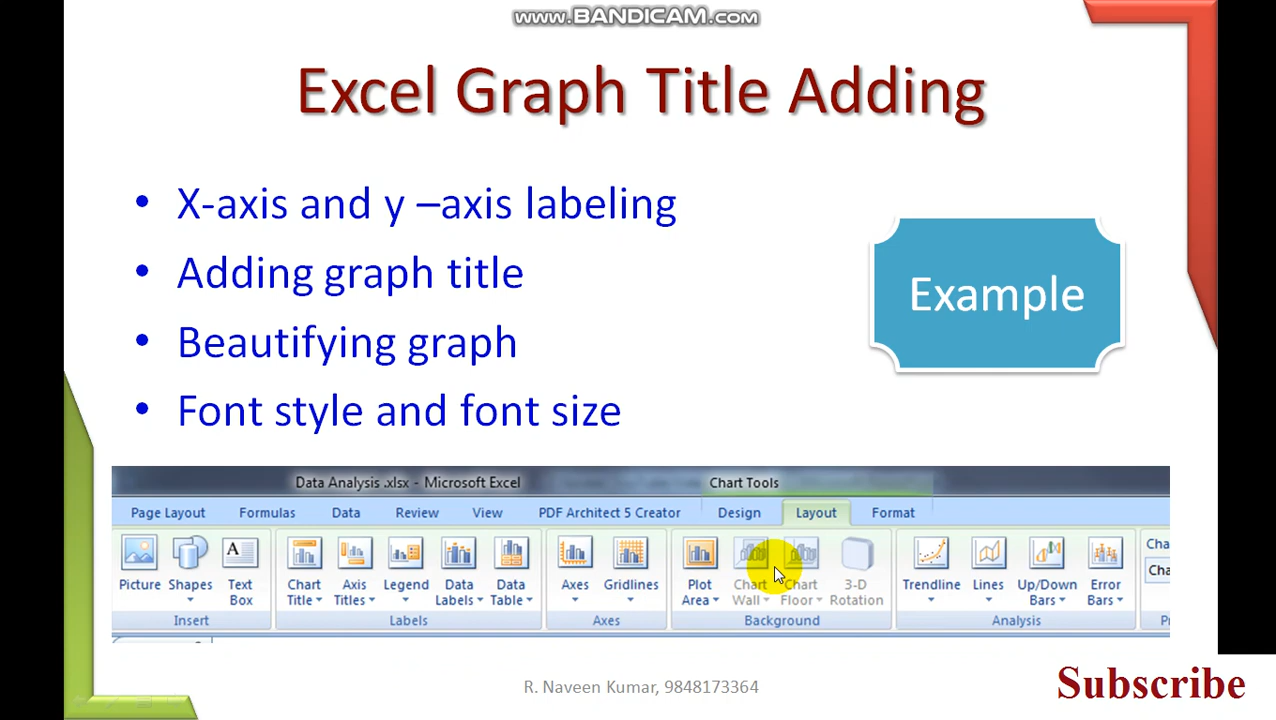 www.BANDICAM.com
Excel Graph Title Adding
• X-axis and y –axis labeling
• Adding graph title
• Beautifying graph
• Font style and font size
Example
Data Analysis .xlsx - Microsoft Excel
Chart Tools
Page Layout Formulas Data Review View PDF Architect 5 Creator Design Layout Format
Picture Shapes Text Box
Chart Title Axis Titles Legend Data Labels Data Table
Axes Gridlines
Plot Area Chart Wall Chart Floor 3-D Rotation
Trendline Lines Up/Down Bars Error Bars
Cha
Cha
Insert Labels Axes Background Analysis
R. Naveen Kumar, 9848173364
Subscribe